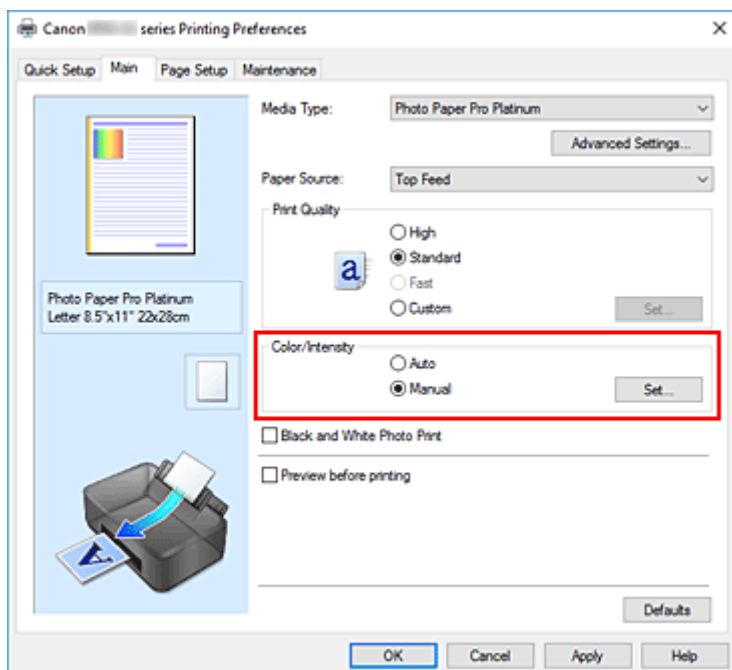 Canon series Printing Preferences
Quick Setup Main Page Setup Maintenance
Media Type: Photo Paper Pro Platinum
Advanced Settings...
Paper Source: Top Feed
Print Quality
High
Standard
Fast
Custom Set...
a
Photo Paper Pro Platinum
Letter 8.5"x11" 22x28cm
Color/Intensity
Auto
Manual Set...
Black and White Photo Print
Preview before printing
A
Defaults
OK Cancel Apply Help